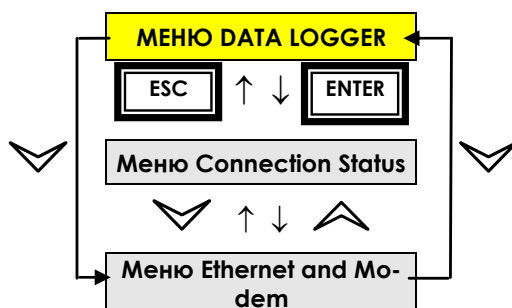 МЕНЮ DATA LOGGER
ESC ↑ ↓ ENTER
Меню Connection Status
↑ ↓
Меню Ethernet and Mo-
dem